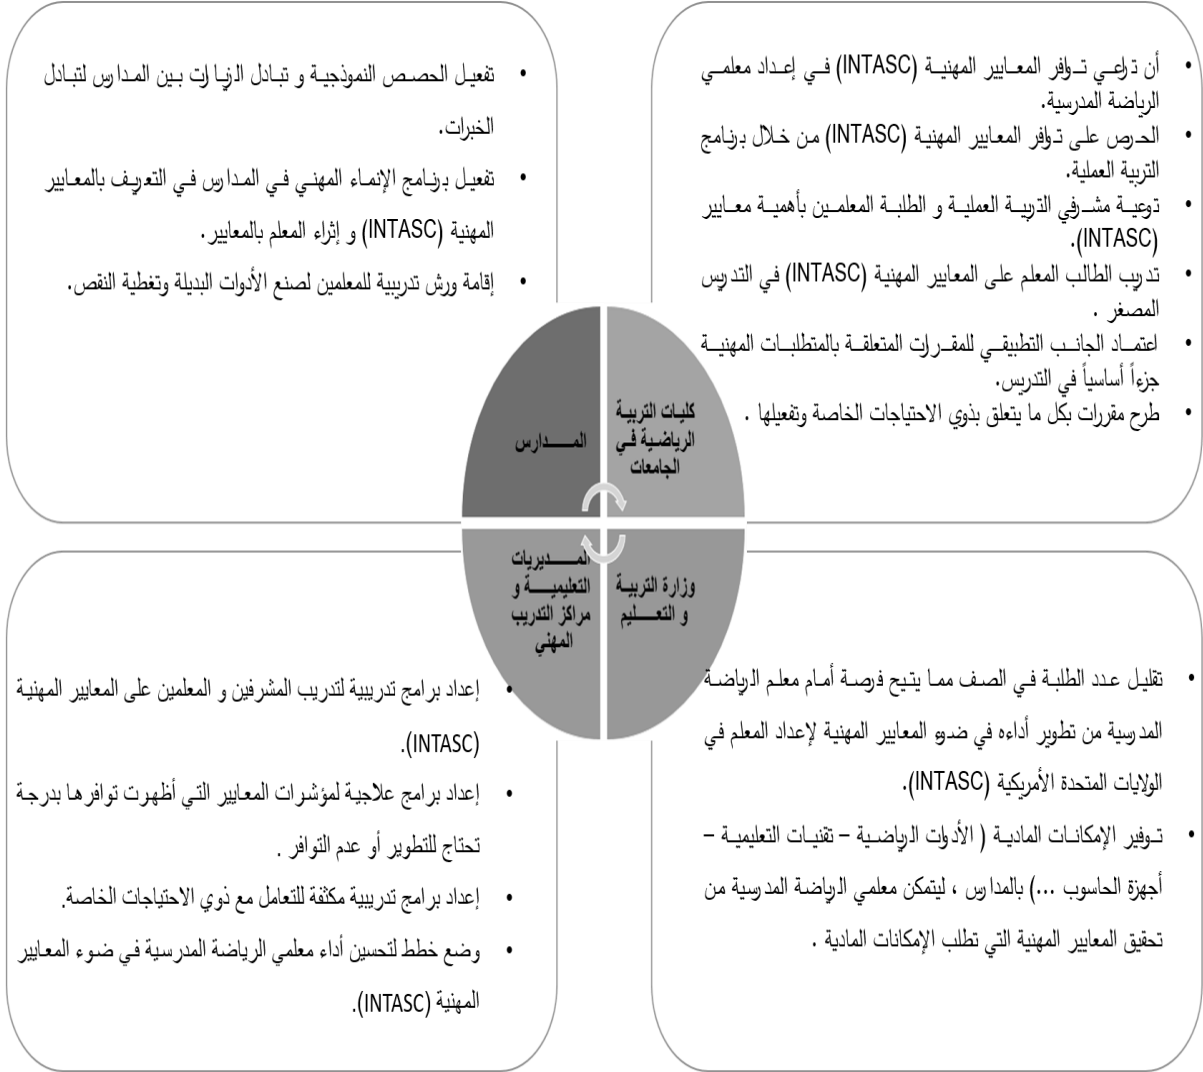 • أن تراعي توافر المعايير المهنية (INTASC) في إعداد معلمي
الرياضة المدرسية.
• الحرص على توافر المعايير المهنية (INTASC) من خلال برنامج
التربية العملية.
• توعية مشرفي التربية العملية و الطلبة المعلمين بأهمية معايير
(INTASC).
• تدريب الطالب المعلم على المعايير المهنية (INTASC) في التدريس
المصغر .
• اعتماد الجانب التطبيقي للمقررات المتعلقة بالمتطلبات المهنية
جزءاً أساسياً في التدريس.
• طرح مقررات بكل ما يتعلق بذوي الاحتياجات الخاصة وتفعيلها .
• تفعيل الحصص النموذجية و تبادل الزيارات بين المدارس لتبادل
الخبرات.
• تفعيل برنامج الإنماء المهني في المدارس في التعريف بالمعايير
المهنية (INTASC) و إثراء المعلم بالمعايير.
• إقامة ورش تدريبية للمعلمين لصنع الأدوات البديلة وتغطية النقص.
كليات التربية
الرياضية في
الجامعات
المدارس
وزارة التربية
و التعليم
المديريات
التعليمية و
مراكز التدريب
المهني
• تقليل عدد الطلبة في الصف مما يتيح فرصة أمام معلم الرياضة
المدرسية من تطوير أداءه في ضوء المعايير المهنية لإعداد المعلم في
الولايات المتحدة الأمريكية (INTASC).
• توفير الإمكانات المادية ( الأدوات الرياضية – تقنيات التعليمية –
أجهزة الحاسوب ...) بالمدارس ، ليتمكن معلمي الرياضة المدرسية من
تحقيق المعايير المهنية التي تطلب الإمكانات المادية .
• إعداد برامج تدريبية لتدريب المشرفين و المعلمين على المعايير المهنية
(INTASC).
• إعداد برامج علاجية لمؤشرات المعايير التي أظهرت توافرها بدرجة
تحتاج للتطوير أو عدم التوافر .
• إعداد برامج تدريبية مكثفة للتعامل مع ذوي الاحتياجات الخاصة.
• وضع خطط لتحسين أداء معلمي الرياضة المدرسية في ضوء المعايير
المهنية (INTASC).